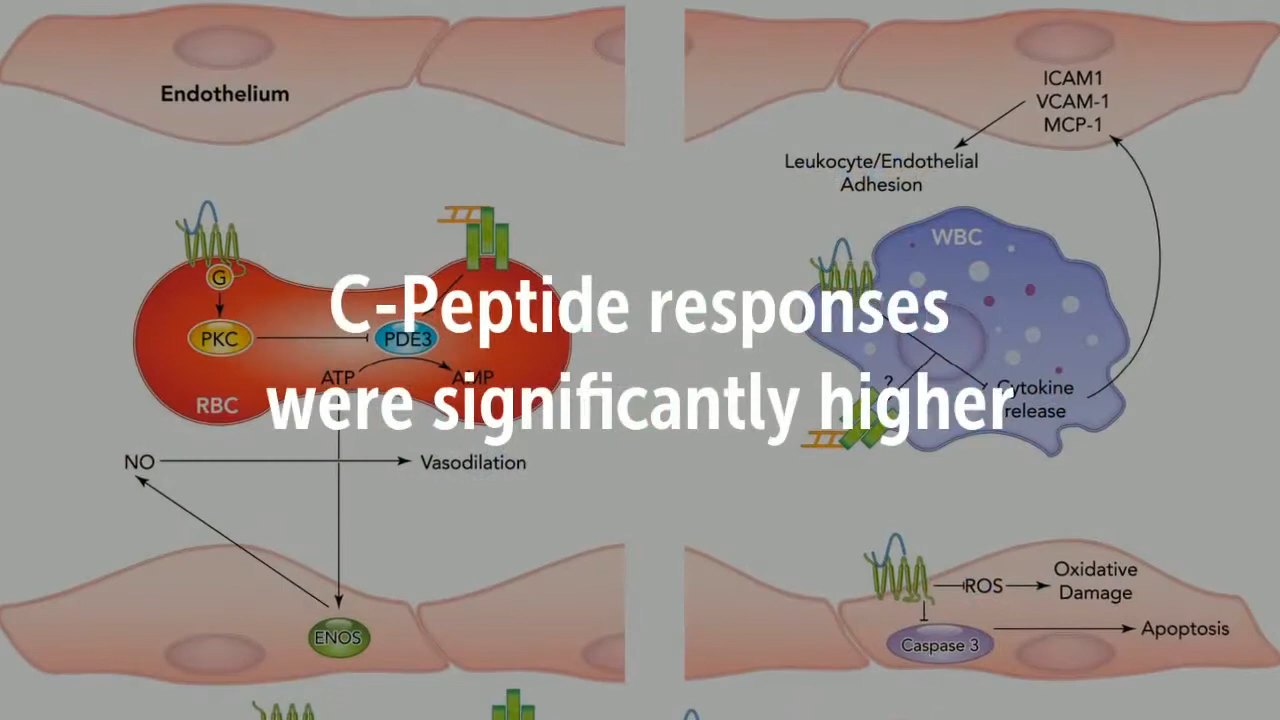 Endothelium
ICAM1
VCAM-1
MCP-1
Leukocyte/Endothelial
Adhesion
WBC
G
PKC
PDE3
C-Peptide responses
were significantly higher
ATP
AMP
RBC
?
Cytokine
release
NO
Vasodilation
ENOS
ROS
Oxidative
Damage
Caspase 3
Apoptosis